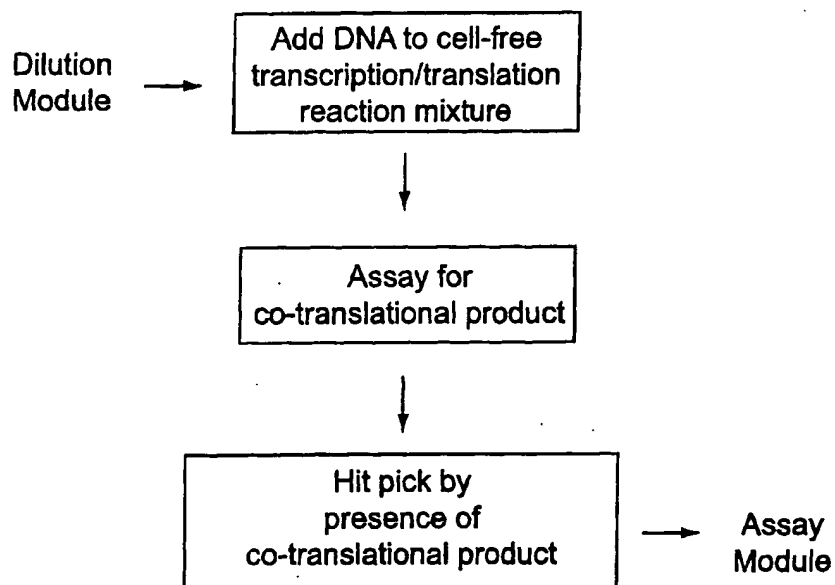 Dilution
Module
Add DNA to cell-free
transcription/translation
reaction mixture
Assay for
co-translational product
Hit pick by
presence of
co-translational product
Assay
Module